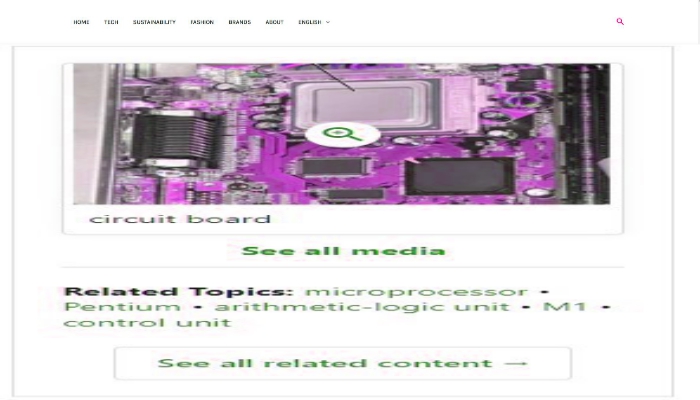 HOME TECH SUSTAINABILITY FASHION BRANDS ABOUT ENGLISH
circuit board
See all media
Related Topics: microprocessor •
Pentium • arithmetic-logic unit • M1 •
control unit
See all related content →